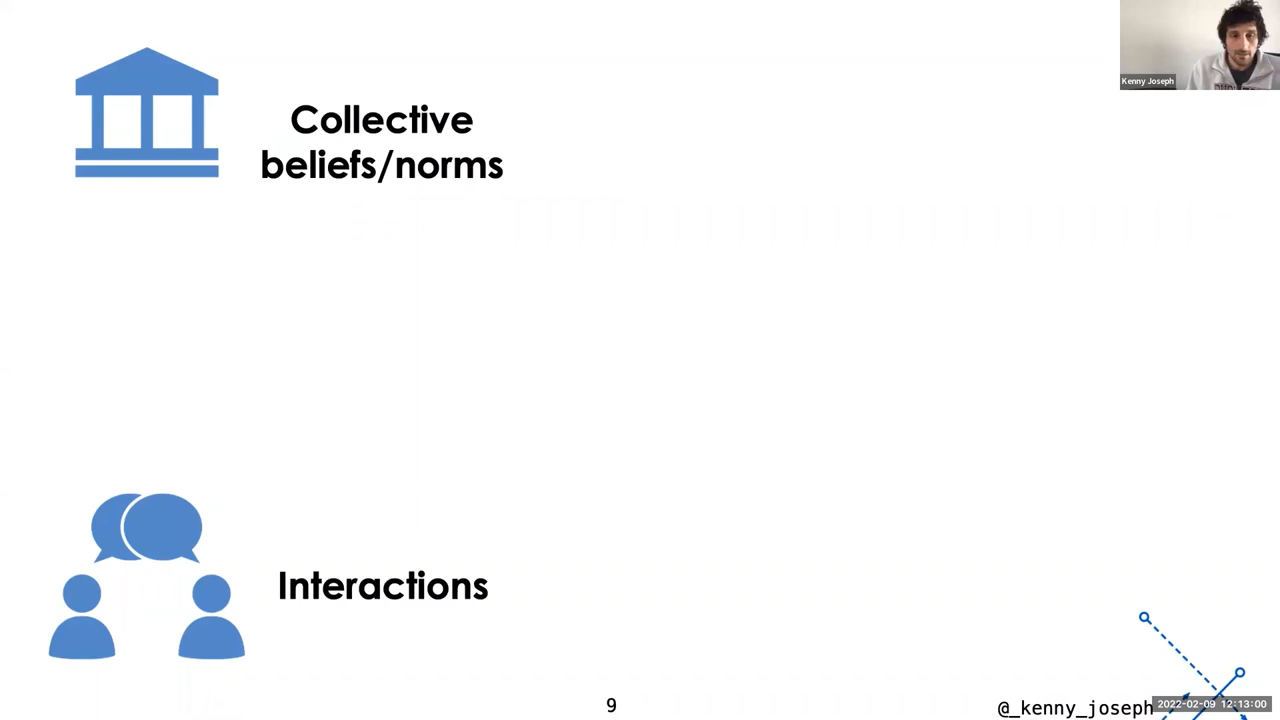 Kenny Joseph
Collective
beliefs/norms
Interactions
9
@_kenny_joseph
2022-02-09 12:13:00